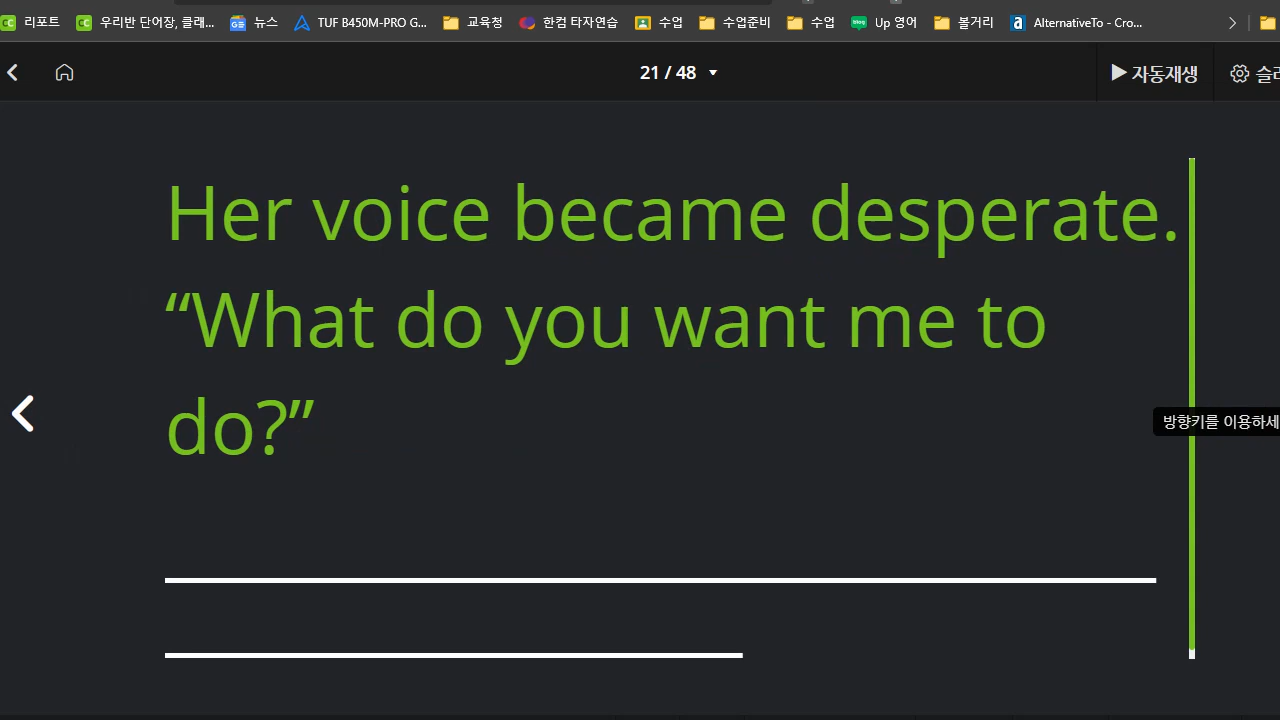 리포트 우리반 단어장, 클래... 뉴스 TUF B450M-PRO G... 교육청 한컴 타자연습 수업 수업준비 수업 Up 영어 볼거리 AlternativeTo - Cro...
21 / 48 자동재생
Her voice became desperate.
“What do you want me to
do?”
방향키를 이용하세